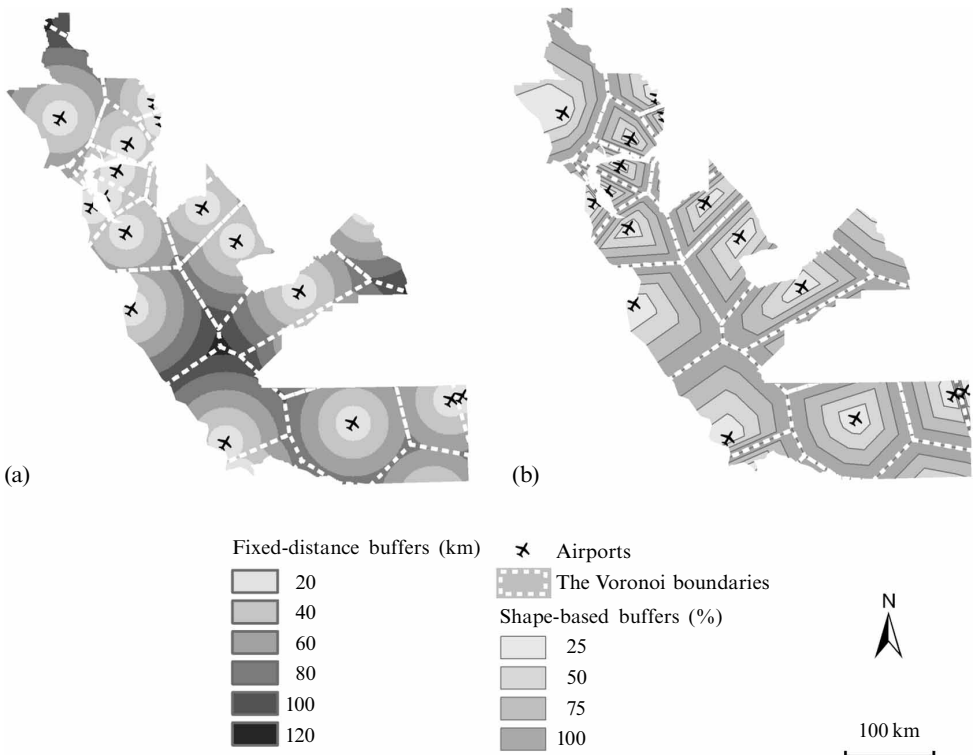 (a)
(b)
Fixed-distance buffers (km)
20
40
60
80
100
120
Airports
The Voronoi boundaries
Shape-based buffers (%)
25
50
75
100
N
100 km